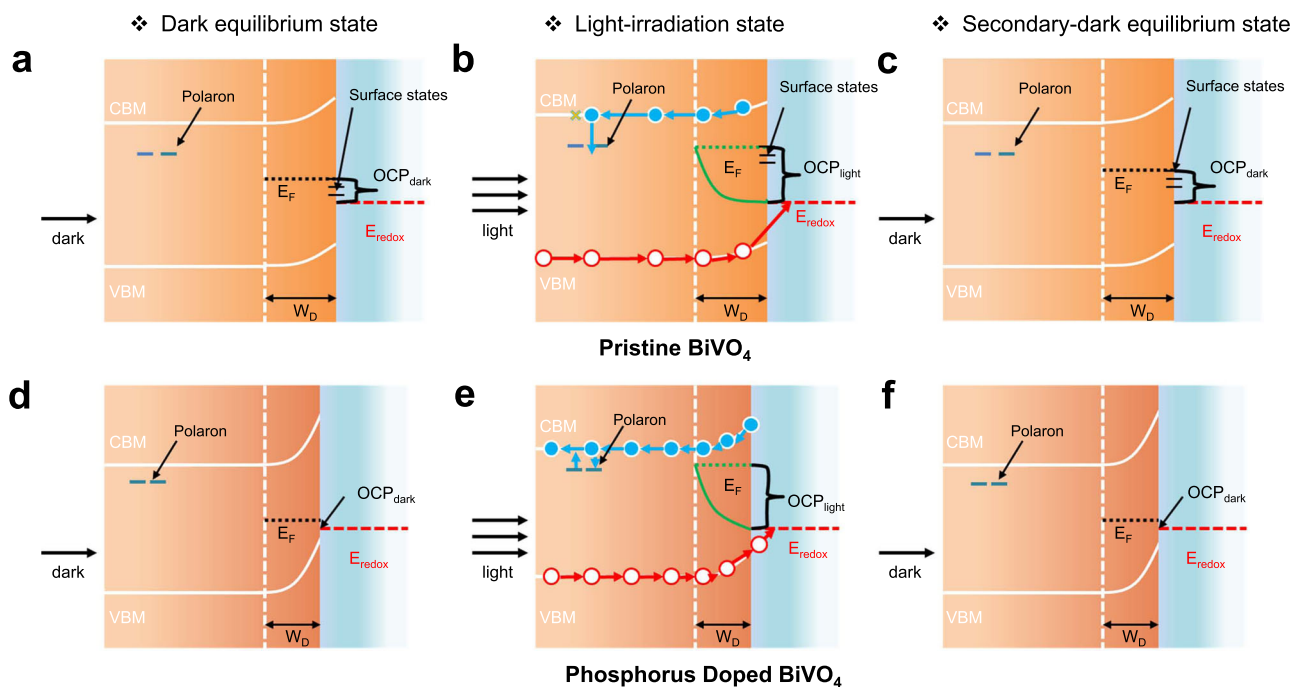 ❖ Dark equilibrium state
❖ Light-irradiation state
❖ Secondary-dark equilibrium state
a
CBM
Polaron
Surface states
E_F
OCP_dark
E_redox
dark
VBM
W_D
b
CBM
Polaron
Surface states
E_F
OCP_light
E_redox
light
VBM
W_D
c
CBM
Polaron
Surface states
E_F
OCP_dark
E_redox
dark
VBM
W_D
Pristine BiVO₄
d
CBM
Polaron
OCP_dark
E_F
E_redox
dark
VBM
W_D
e
CBM
Polaron
E_F
OCP_light
E_redox
light
VBM
W_D
f
CBM
Polaron
OCP_dark
E_F
E_redox
dark
VBM
W_D
Phosphorus Doped BiVO₄